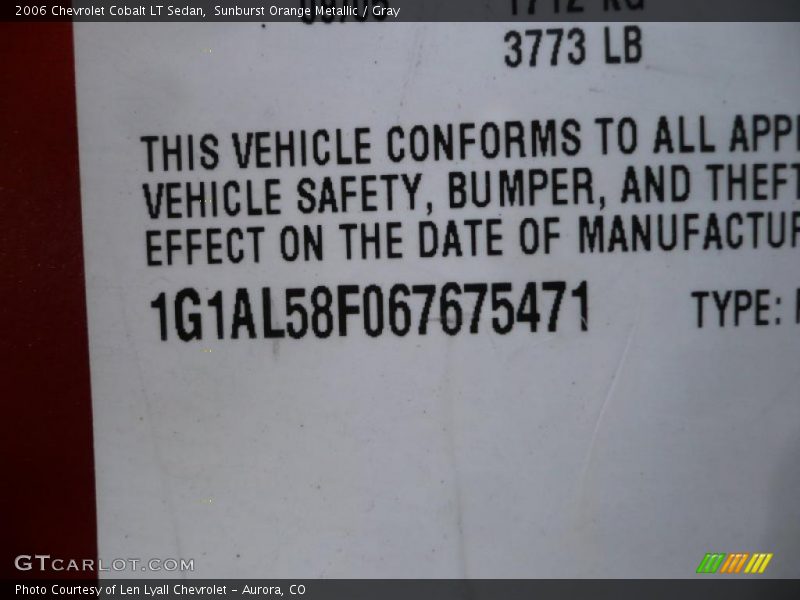 2006 Chevrolet Cobalt LT Sedan, Sunburst Orange Metallic / Gray
3773 LB
THIS VEHICLE CONFORMS TO ALL
VEHICLE SAFETY, BUMPER, AND THEFT
EFFECT ON THE DATE OF
1G1AL58F067675471 TYPE:
GTCARLOT.COM
Photo Courtesy of Len Lyall Chevrolet - Aurora, CO